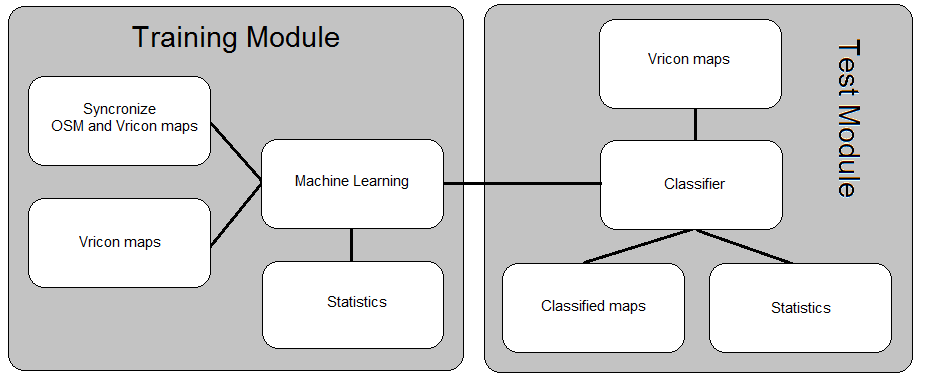 Training Module
Syncronize
OSM and Vricon maps
Machine Learning
Vricon maps
Statistics
Test Module
Vricon maps
Classifier
Classified maps
Statistics